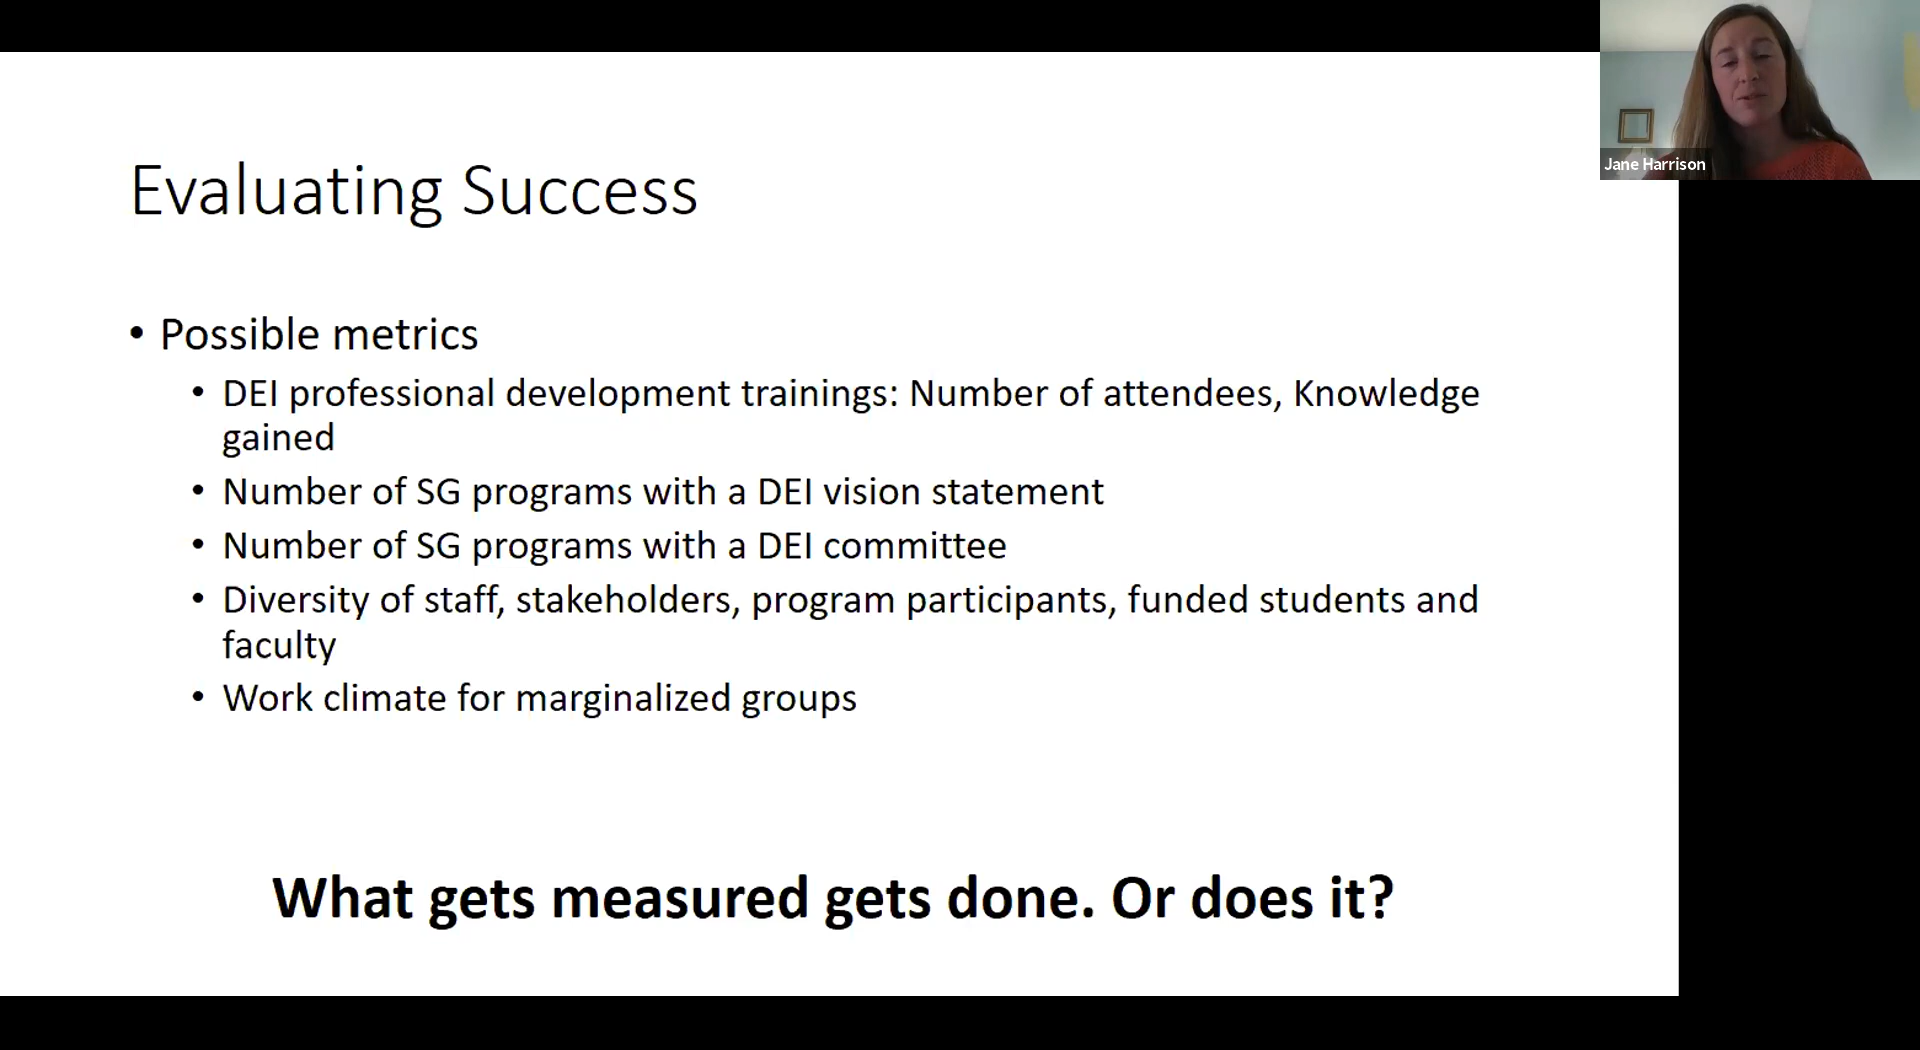 Jane Harrison
Evaluating Success
• Possible metrics
• DEI professional development trainings: Number of attendees, Knowledge
gained
• Number of SG programs with a DEI vision statement
• Number of SG programs with a DEI committee
• Diversity of staff, stakeholders, program participants, funded students and
faculty
• Work climate for marginalized groups
What gets measured gets done. Or does it?